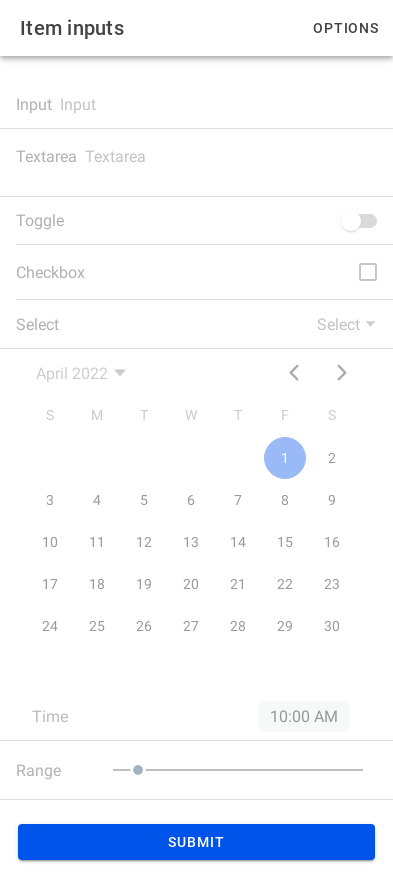 Item inputs OPTIONS
Input Input
Textarea Textarea
Toggle
Checkbox
Select Select
April 2022
S M T W T F S
1 2
3 4 5 6 7 8 9
10 11 12 13 14 15 16
17 18 19 20 21 22 23
24 25 26 27 28 29 30
Time 10:00 AM
Range
SUBMIT